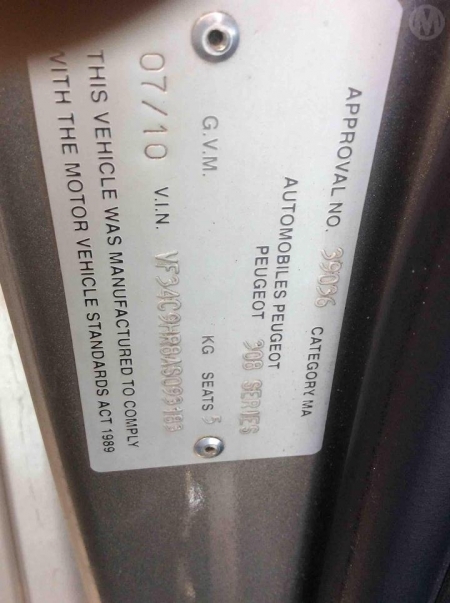 APPROVAL NO. 39036 CATEGORY MA
AUTOMOBILES PEUGEOT
PEUGEOT 308 SERIES
G.V.M. KG SEATS 5
07/10 V.I.N.
THIS VEHICLE WAS MANUFACTURED TO COMPLY
WITH THE MOTOR VEHICLE STANDARDS ACT 1989
M